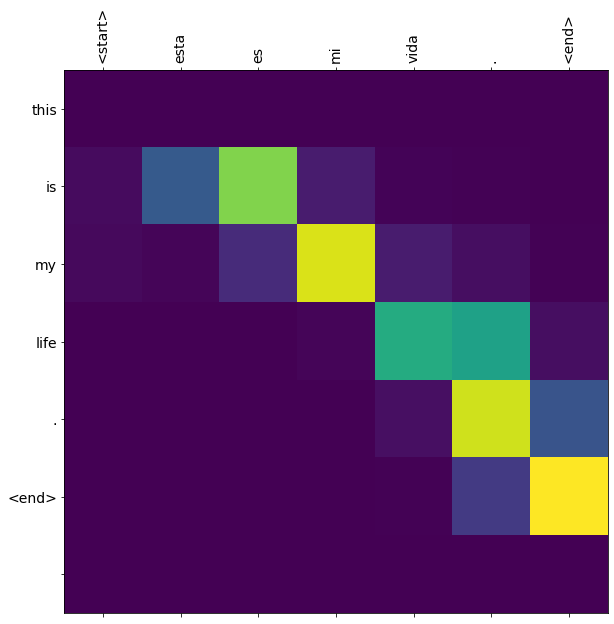 <start> esta es mi vida . <end>
this
is
my
life
.
<end>